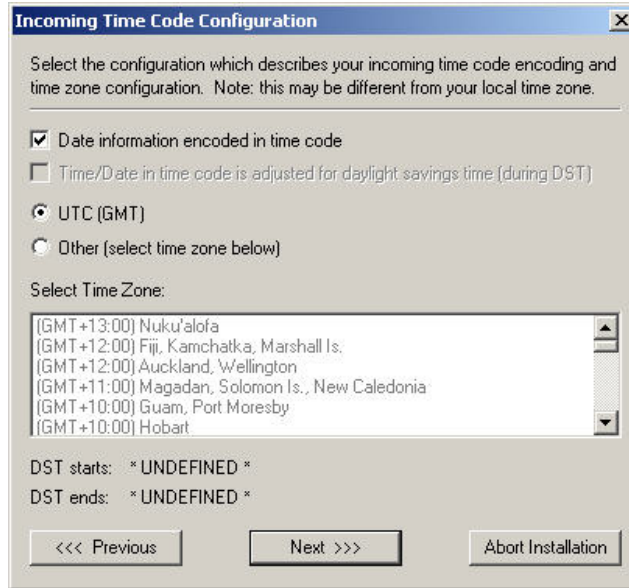 Incoming Time Code Configuration
Select the configuration which describes your incoming time code encoding and
time zone configuration. Note: this may be different from your local time zone.
Date information encoded in time code
Time/Date in time code is adjusted for daylight savings time (during DST)
UTC (GMT)
Other (select time zone below)
Select Time Zone:
(GMT+13:00) Nuku'alofa
(GMT+12:00) Fiji, Kamchatka, Marshall Is.
(GMT+12:00) Auckland, Wellington
(GMT+11:00) Magadan, Solomon Is., New Caledonia
(GMT+10:00) Guam, Port Moresby
(GMT+10:00) Hobart
DST starts: * UNDEFINED *
DST ends: * UNDEFINED *
<<< Previous Next >>> Abort Installation